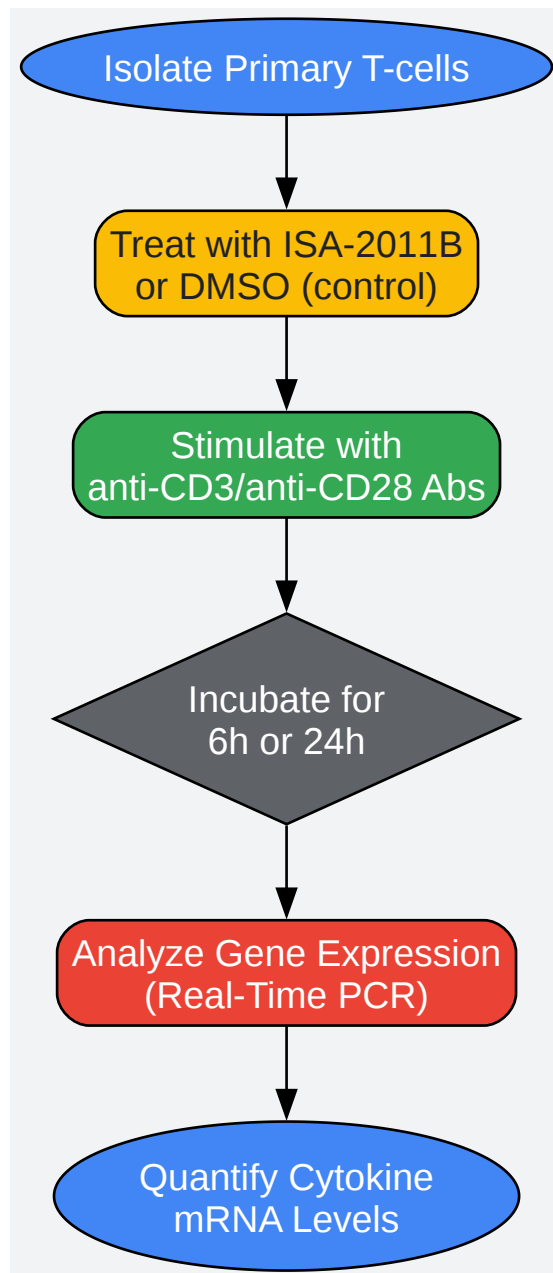 Isolate Primary T-cells
Treat with ISA-2011B
or DMSO (control)
Stimulate with
anti-CD3/anti-CD28 Abs
Incubate for
6h or 24h
Analyze Gene Expression
(Real-Time PCR)
Quantify Cytokine
mRNA Levels